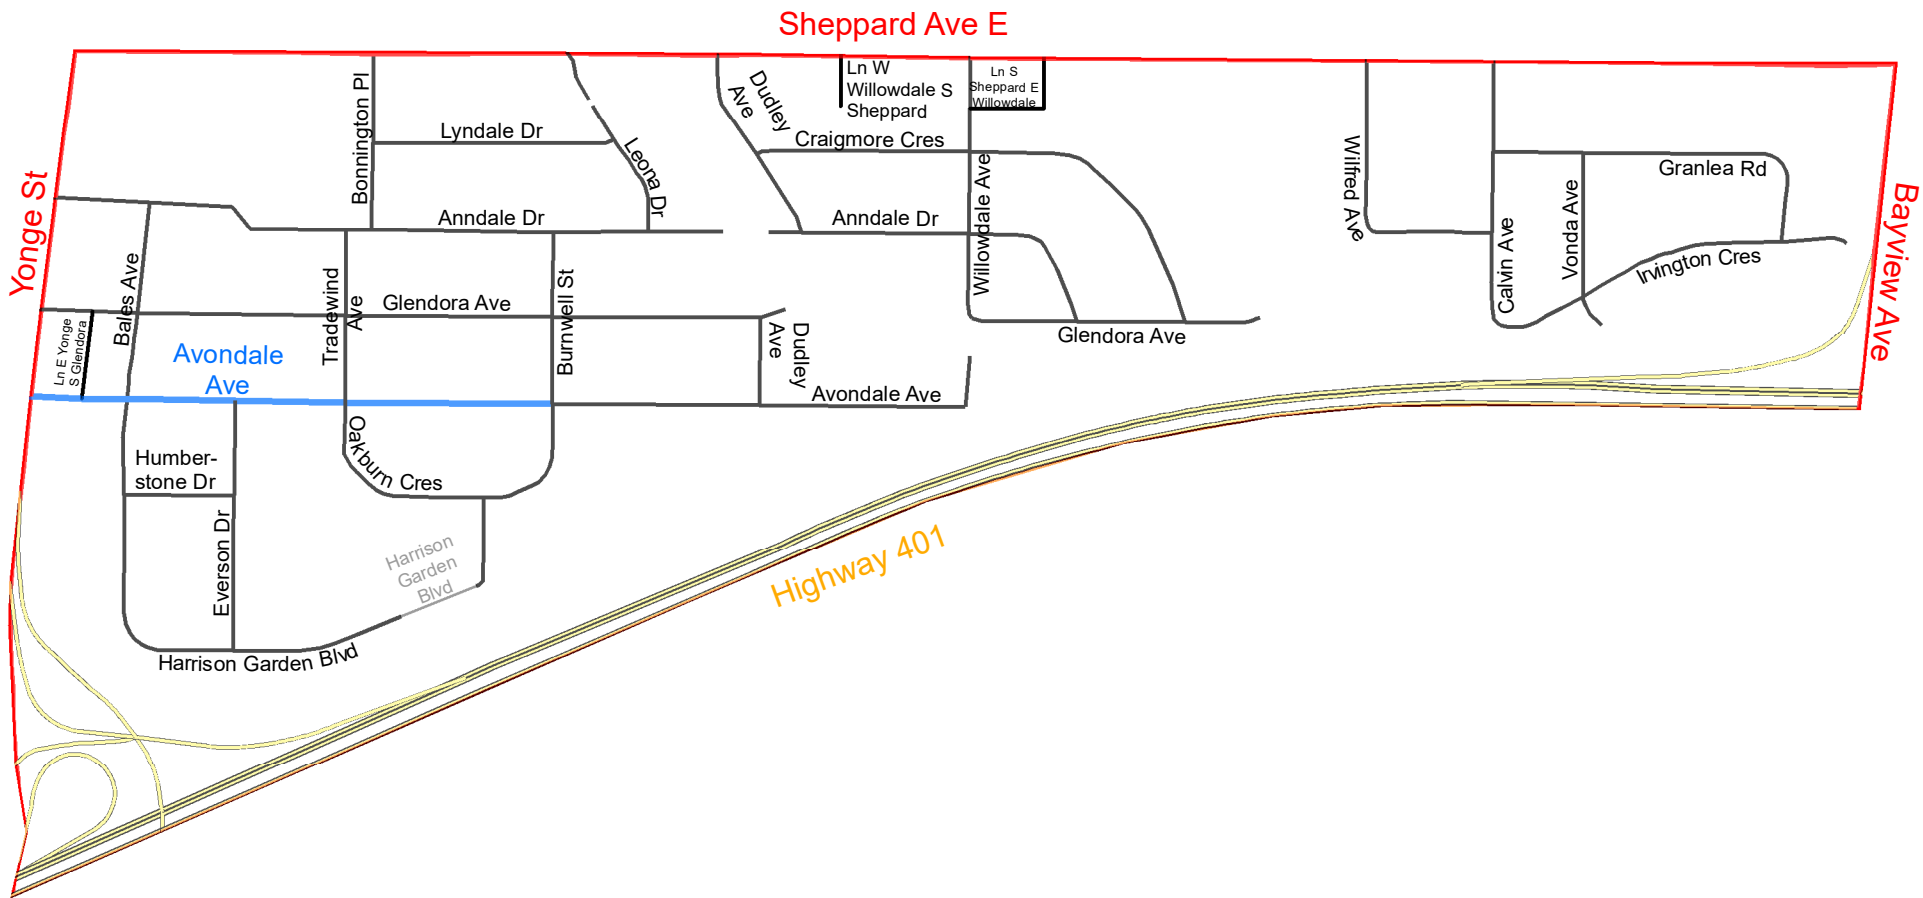 Sheppard Ave E
Yonge St
Bayview Ave
Highway 401
Bonnington Pl
Lyndale Dr
Leona Dr
Dudley
Ave
Ln W
Willowdale S
Sheppard
Ln S
Sheppard E
Willowdale
Craigmore Cres
Willowdale Ave
Wilfred Ave
Calvin Ave
Vonda Ave
Granlea Rd
Irvington Cres
Anndale Dr
Anndale Dr
Bales Ave
Tradewind
Ave
Glendora Ave
Burnwell St
Dudley
Ave
Glendora Ave
Ln E Yonge
S Glendora
Avondale
Ave
Avondale Ave
Oakburn Cres
Humber-
stone Dr
Everson Dr
Harrison
Garden
Blvd
Harrison Garden Blvd